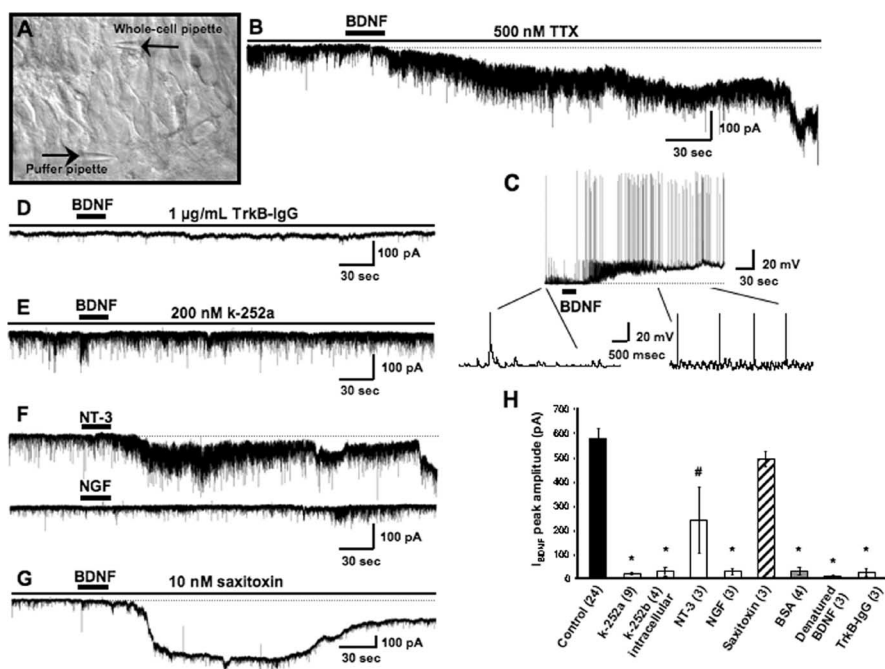 A
Whole-cell pipette
Puffer pipette
B
BDNF
500 nM TTX
100 pA
30 sec
C
20 mV
30 sec
BDNF
20 mV
500 msec
D
BDNF
1 µg/mL TrkB-IgG
100 pA
30 sec
E
BDNF
200 nM k-252a
100 pA
30 sec
F
NT-3
NGF
100 pA
30 sec
G
BDNF
10 nM saxitoxin
100 pA
30 sec
H
I BDNF peak amplitude (pA)
700
600
500
400
300
200
100
0
*
*
#
*
*
*
*
Control (24)
k-252a (9)
k-252b (4)
intracellular
NT-3 (3)
NGF (3)
Saxitoxin (3)
BSA (4)
Denatured
BDNF (3)
TrkB-IgG (3)